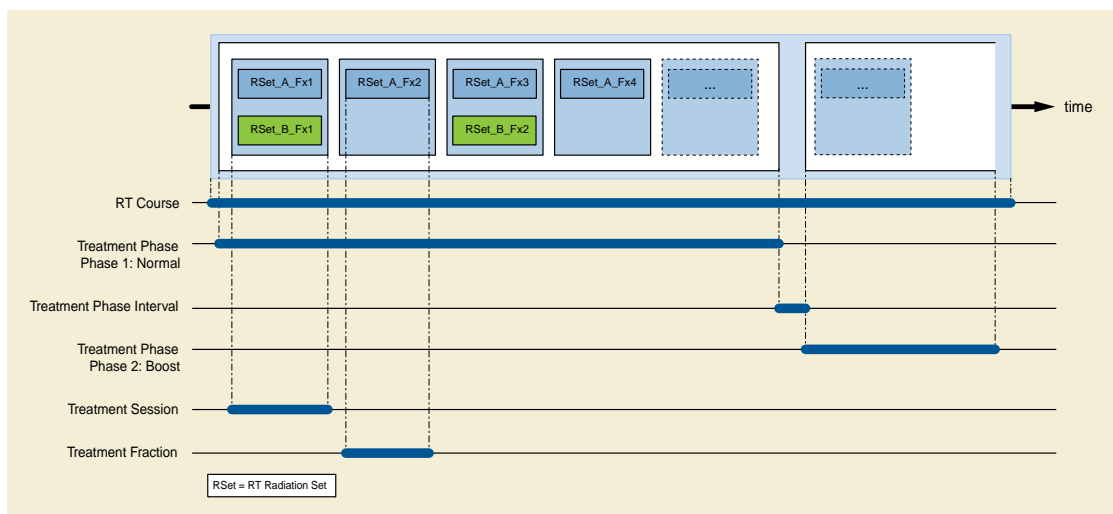 RSet_A_Fx1
RSet_A_Fx2
RSet_A_Fx3
RSet_A_Fx4
...
...
time
RSet_B_Fx1
RSet_B_Fx2
RT Course
Treatment Phase
Phase 1: Normal
Treatment Phase Interval
Treatment Phase
Phase 2: Boost
Treatment Session
Treatment Fraction
RSet = RT Radiation Set